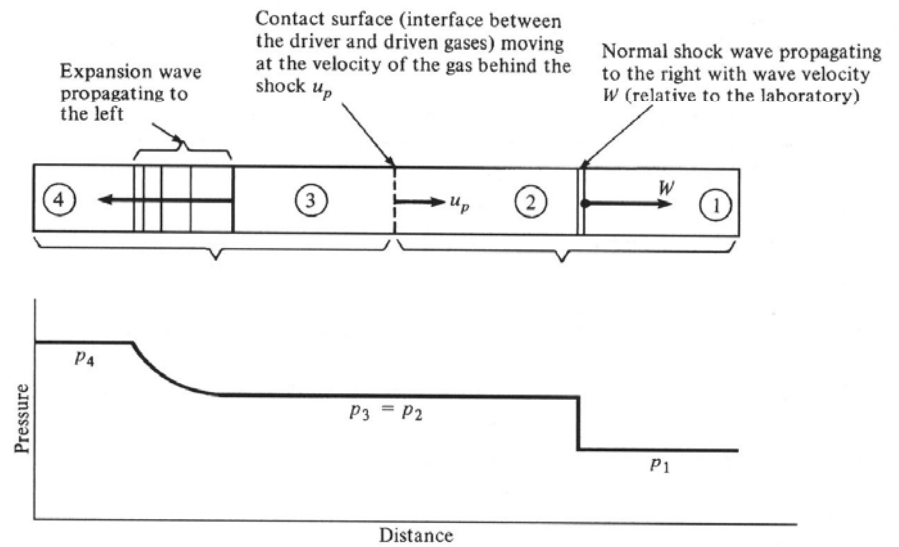 Contact surface (interface between
the driver and driven gases) moving
at the velocity of the gas behind the
shock u_p
Normal shock wave propagating
to the right with wave velocity
W (relative to the laboratory)
Expansion wave
propagating to
the left
4
3
u_p
2
W
1
Pressure
p_4
p_3 = p_2
p_1
Distance